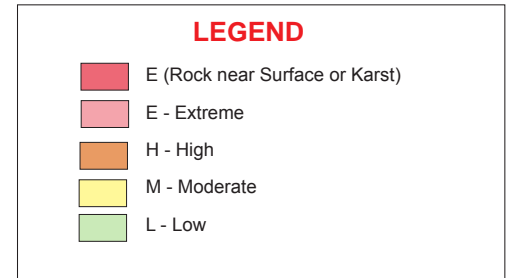 LEGEND
E (Rock near Surface or Karst)
E - Extreme
H - High
M - Moderate
L - Low